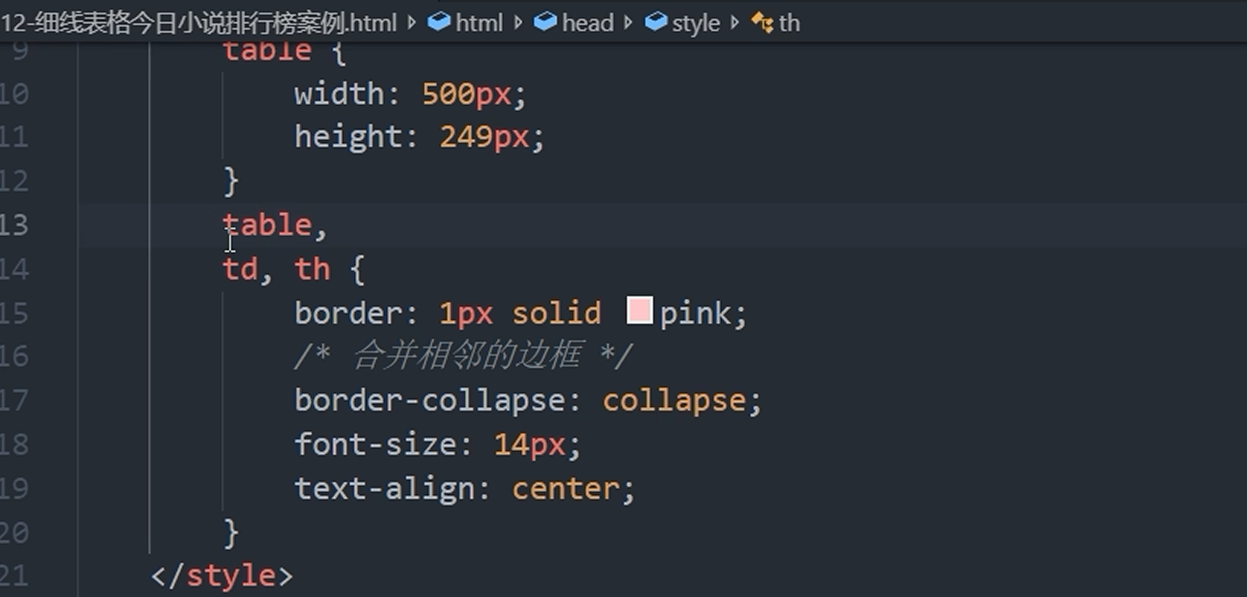 12-细线表格今日小说排行榜案例.html html head style th
9 table {
10 width: 500px;
11 height: 249px;
12 }
13 table,
14 td, th {
15 border: 1px solid pink;
16 /* 合并相邻的边框 */
17 border-collapse: collapse;
18 font-size: 14px;
19 text-align: center;
20 }
21 </style>